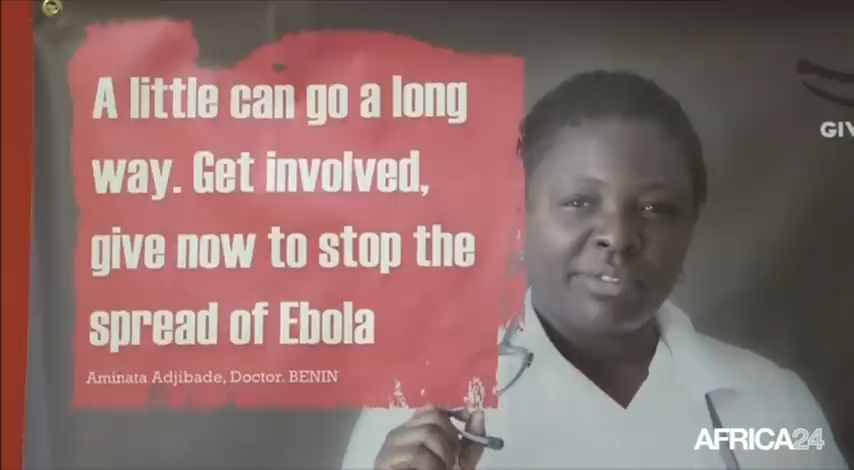 A little can go a long
way. Get involved,
give now to stop the
spread of Ebola
Aminata Adjibade, Doctor. BENIN
GIV
AFRICA24